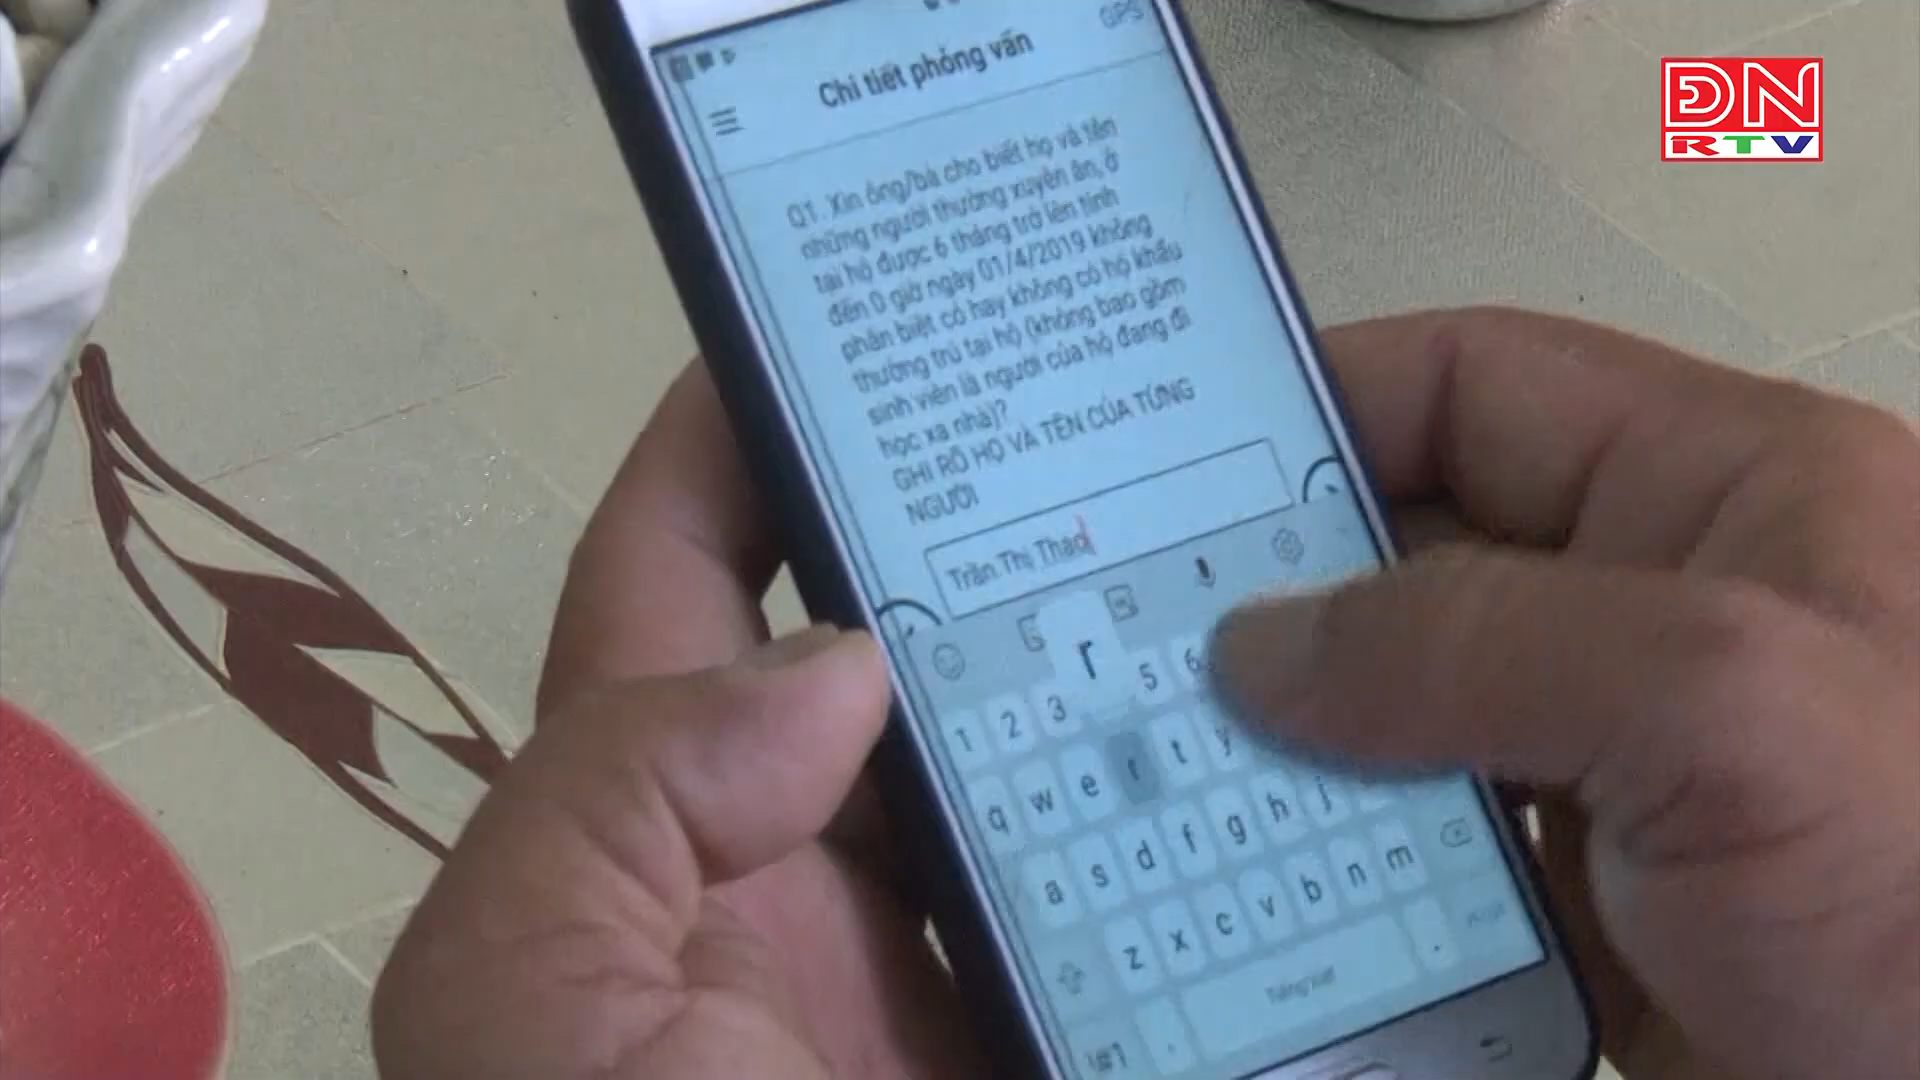 ĐN
RTV
GPS
Chi tiết phỏng vấn
Q1. Xin ông/bà cho biết họ và tên
những người thường xuyên ăn, ở
tại hộ được 6 tháng trở lên tính
đến 0 giờ ngày 01/4/2019 không
phân biệt có hay không có hộ khẩu
thường trú tại hộ (không bao gồm
sinh viên là người của hộ đang đi
học xa nhà)?
GHI RÕ HỌ VÀ TÊN CỦA TỪNG
NGƯỜI
Trần Thị Thao
r
1 2 3 5 6
q w e r t y
a s d f g h j
z x c v b n m
!@1 , Tiếng Việt .